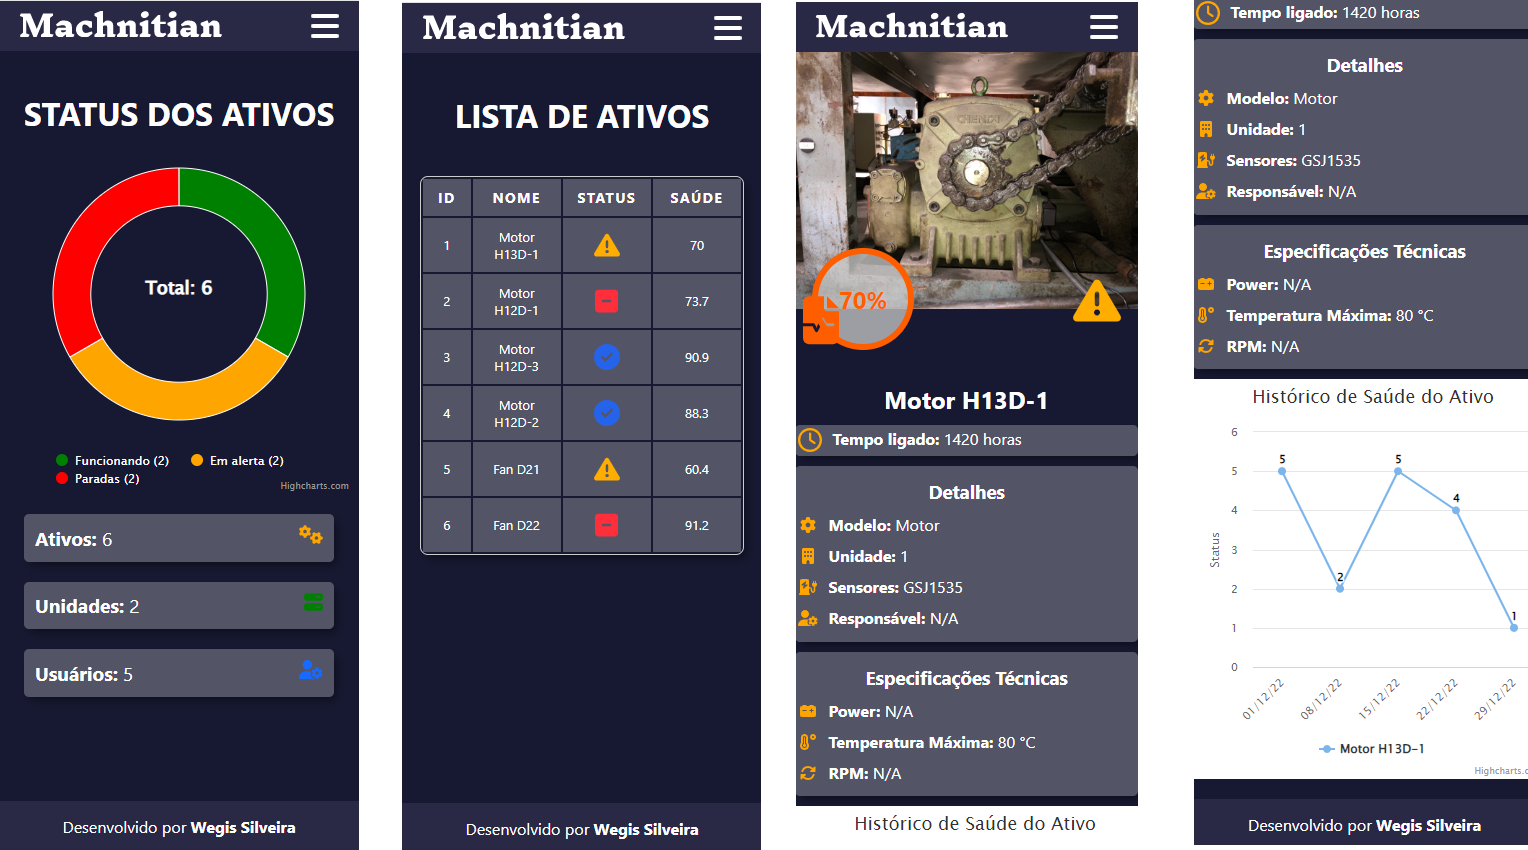 Machnitian
STATUS DOS ATIVOS
Total: 6
Funcionando (2)
Em alerta (2)
Paradas (2)
Highcharts.com
Ativos: 6
Unidades: 2
Usuários: 5
Desenvolvido por Wegis Silveira
Machnitian
LISTA DE ATIVOS
ID NOME STATUS SAÚDE
1 Motor H13D-1 70
2 Motor H12D-1 73.7
3 Motor H12D-3 90.9
4 Motor H12D-2 88.3
5 Fan D21 60.4
6 Fan D22 91.2
Desenvolvido por Wegis Silveira
Machnitian
70%
Motor H13D-1
Tempo ligado: 1420 horas
Detalhes
Modelo: Motor
Unidade: 1
Sensores: GSJ1535
Responsável: N/A
Especificações Técnicas
Power: N/A
Temperatura Máxima: 80 °C
RPM: N/A
Histórico de Saúde do Ativo
Tempo ligado: 1420 horas
Detalhes
Modelo: Motor
Unidade: 1
Sensores: GSJ1535
Responsável: N/A
Especificações Técnicas
Power: N/A
Temperatura Máxima: 80 °C
RPM: N/A
Histórico de Saúde do Ativo
Status
6
5
4
3
2
1
0
5
2
5
4
1
01/12/22
08/12/22
15/12/22
22/12/22
29/12/22
Motor H13D-1
Highcharts.c
Desenvolvido por Wegis Silveira